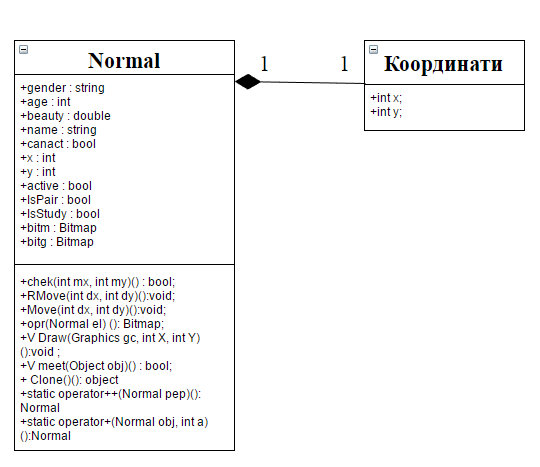 Normal
+gender : string
+age : int
+beauty : double
+name : string
+canact : bool
+x : int
+y : int
+active : bool
+IsPair : bool
+IsStudy : bool
+bitm : Bitmap
+bitg : Bitmap
+chek(int mx, int my)() : bool;
+RMove(int dx, int dy)():void;
+Move(int dx, int dy)():void;
+opr(Normal el) (): Bitmap;
+V Draw(Graphics gc, int X, int Y)
():void ;
+V meet(Object obj)() : bool;
+ Clone()(): object
+static operator++(Normal pep)():
Normal
+static operator+(Normal obj, int a)
():Normal
1
1
Координати
+int x;
+int y;